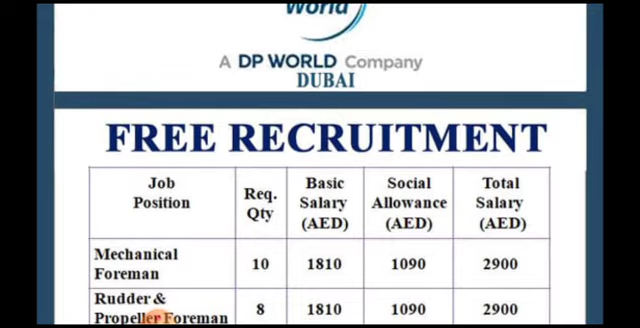 World
A DP WORLD Company
DUBAI
FREE RECRUITMENT
Job Position
Req. Qty
Basic Salary (AED)
Social Allowance (AED)
Total Salary (AED)
Mechanical Foreman
10
1810
1090
2900
Rudder & Propeller Foreman
8
1810
1090
2900